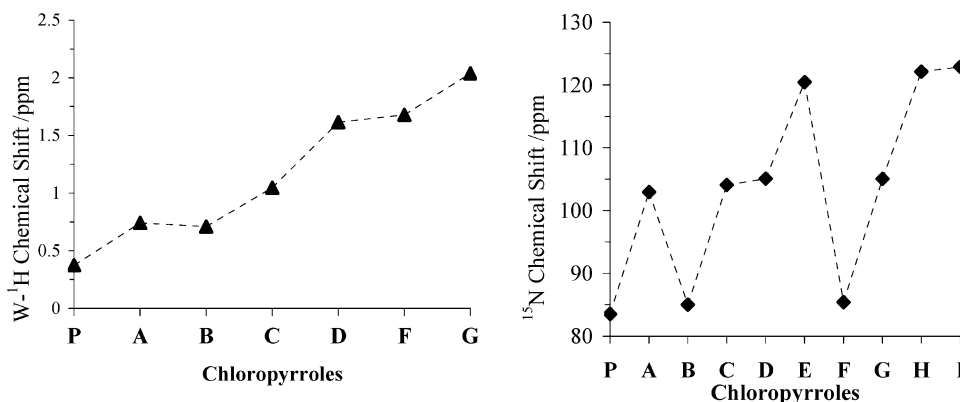 2.5
2
1.5
1
0.5
0
W-¹H Chemical Shift /ppm
P A B C D F G
Chloropyrroles
130
120
110
100
90
80
¹⁵N Chemical Shift /ppm
P A B C D E F G H I
Chloropyrroles